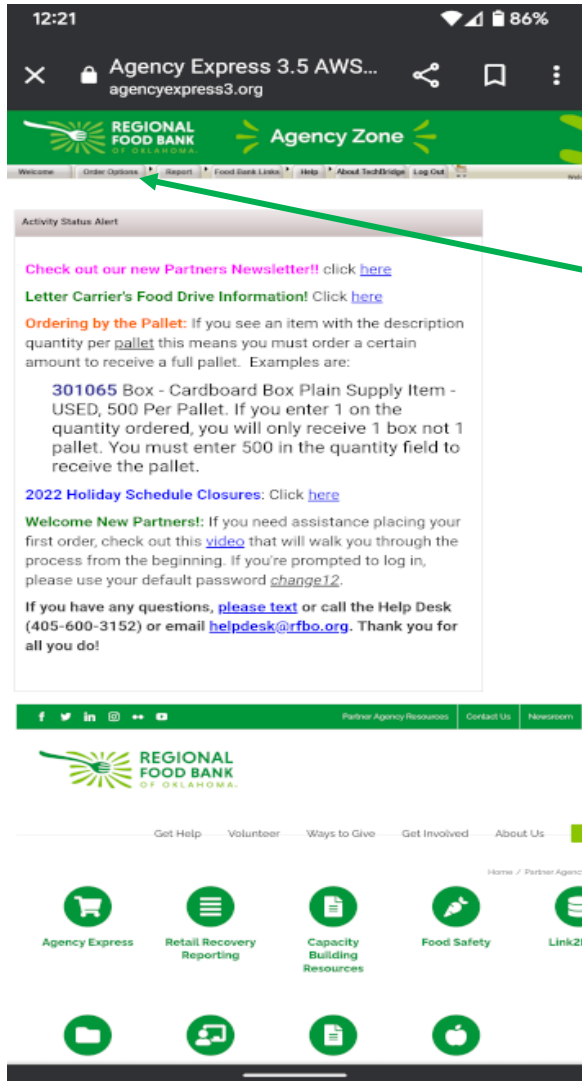 12:21
86%
Agency Express 3.5 AWS...
agencyexpress3.org
REGIONAL
FOOD BANK
OF OKLAHOMA
Agency Zone
Welcome Order Options Report Food Bank Links Help About TechBridge Log Out
Activity Status Alert
Check out our new Partners Newsletter!! click here
Letter Carrier's Food Drive Information! Click here
Ordering by the Pallet: If you see an item with the description
quantity per pallet this means you must order a certain
amount to receive a full pallet. Examples are:
301065 Box - Cardboard Box Plain Supply Item -
USED, 500 Per Pallet. If you enter 1 on the
quantity ordered, you will only receive 1 box not 1
pallet. You must enter 500 in the quantity field to
receive the pallet.
2022 Holiday Schedule Closures: Click here
Welcome New Partners!: If you need assistance placing your
first order, check out this video that will walk you through the
process from the beginning. If you're prompted to log in,
please use your default password change12.
If you have any questions, please text or call the Help Desk
(405-600-3152) or email helpdesk@rfbo.org. Thank you for
all you do!
Partner Agency Resources Contact Us Newsroom
REGIONAL
FOOD BANK
OF OKLAHOMA.
Get Help Volunteer Ways to Give Get Involved About Us
Home / Partner Agenc
Agency Express Retail Recovery Capacity Food Safety Link2
Reporting Building
Resources